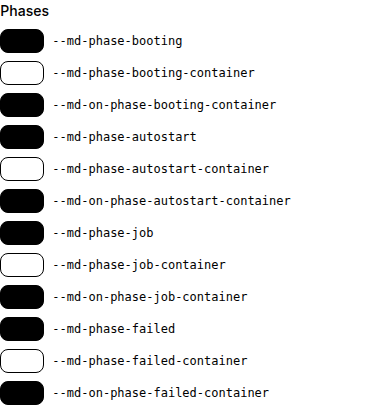 Phases
--md-phase-booting
--md-phase-booting-container
--md-on-phase-booting-container
--md-phase-autostart
--md-phase-autostart-container
--md-on-phase-autostart-container
--md-phase-job
--md-phase-job-container
--md-on-phase-job-container
--md-phase-failed
--md-phase-failed-container
--md-on-phase-failed-container